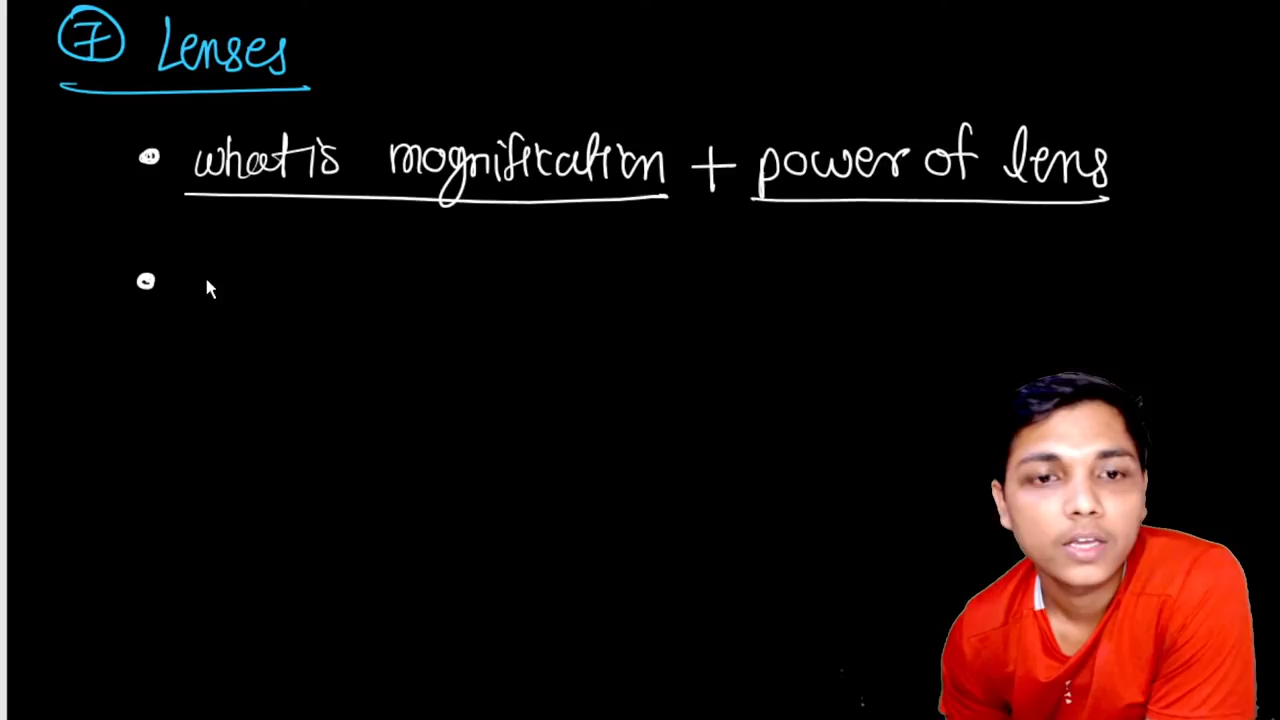 7 Lenses
• what is magnification + power of lens
•